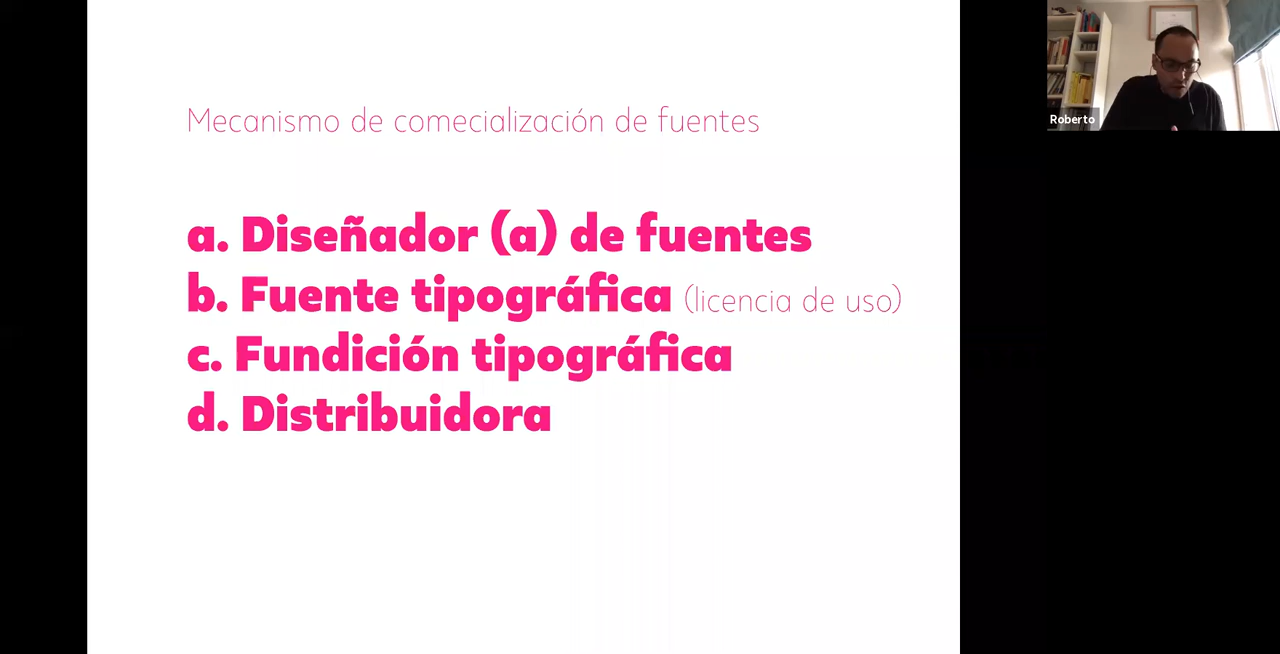 Mecanismo de comecialización de fuentes
a. Diseñador (a) de fuentes
b. Fuente tipográfica (licencia de uso)
c. Fundición tipográfica
d. Distribuidora
Roberto